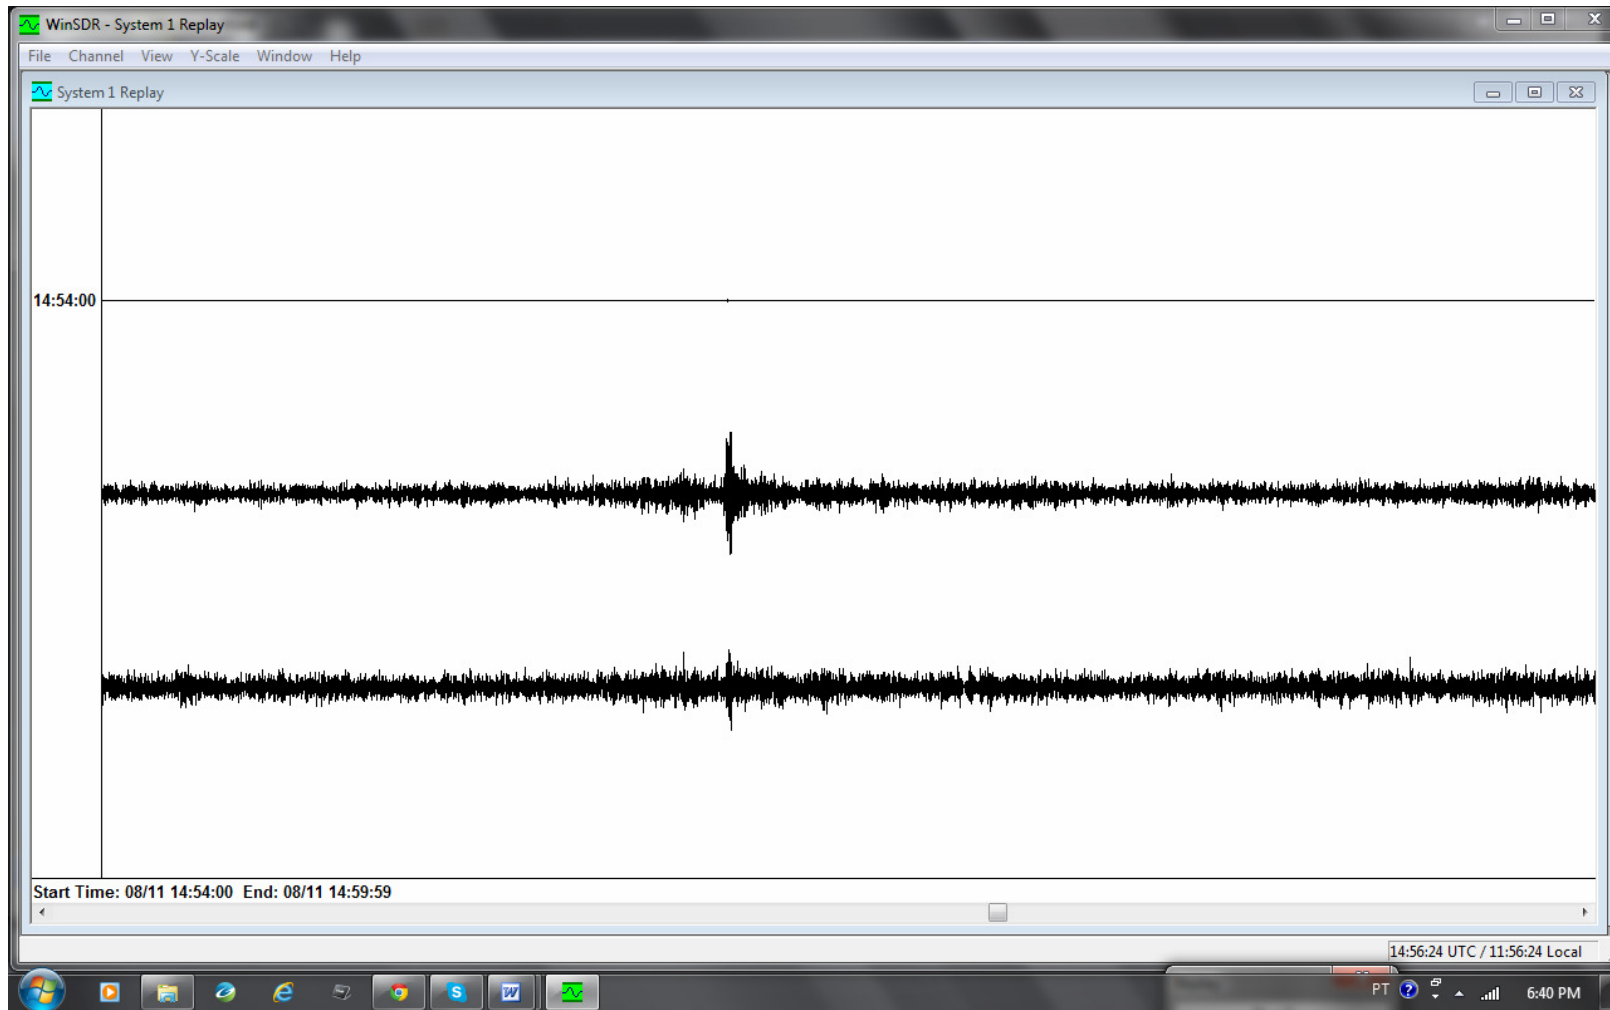 WinSDR - System 1 Replay
File Channel View Y-Scale Window Help
System 1 Replay
14:54:00
Start Time: 08/11 14:54:00 End: 08/11 14:59:59
14:56:24 UTC / 11:56:24 Local
PT
6:40 PM